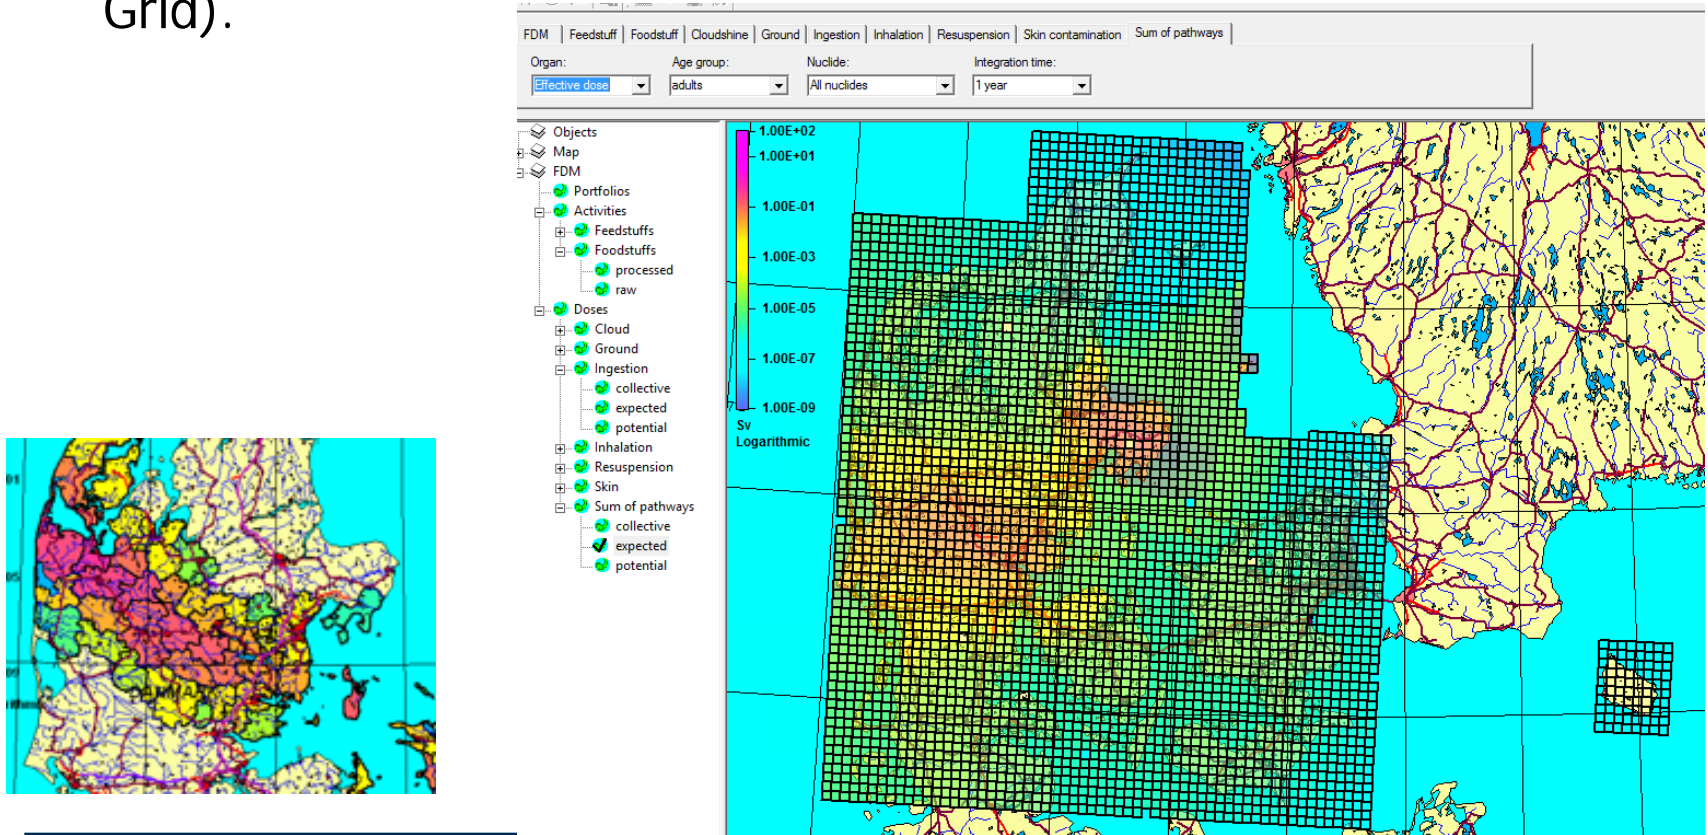 Grid).
FDM Feedstuff Foodstuff Cloudshine Ground Ingestion Inhalation Resuspension Skin contamination Sum of pathways
Organ: Age group: Nuclide: Integration time:
Effective dose adults All nuclides 1 year
Objects
Map
FDM
Portfolios
Activities
Feedstuffs
Foodstuffs
processed
raw
Doses
Cloud
Ground
Ingestion
collective
expected
potential
Inhalation
Resuspension
Skin
Sum of pathways
collective
expected
potential
1.00E+02
1.00E+01
1.00E-01
1.00E-03
1.00E-05
1.00E-07
1.00E-09
Sv
Logarithmic